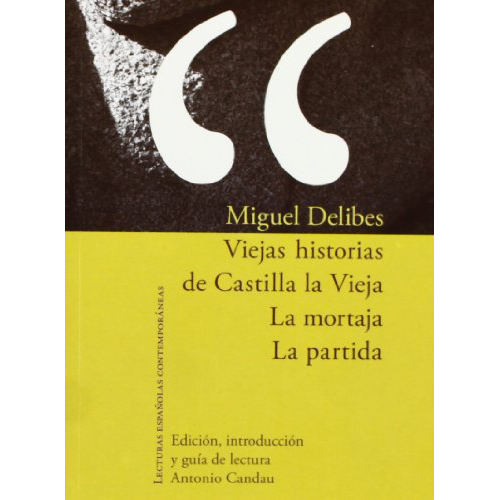 Miguel Delibes
Viejas historias
de Castilla la Vieja
La mortaja
La partida
LECTURAS ESPAÑOLAS CONTEMPORÁNEAS
Edición, introducción
y guía de lectura
Antonio Candau